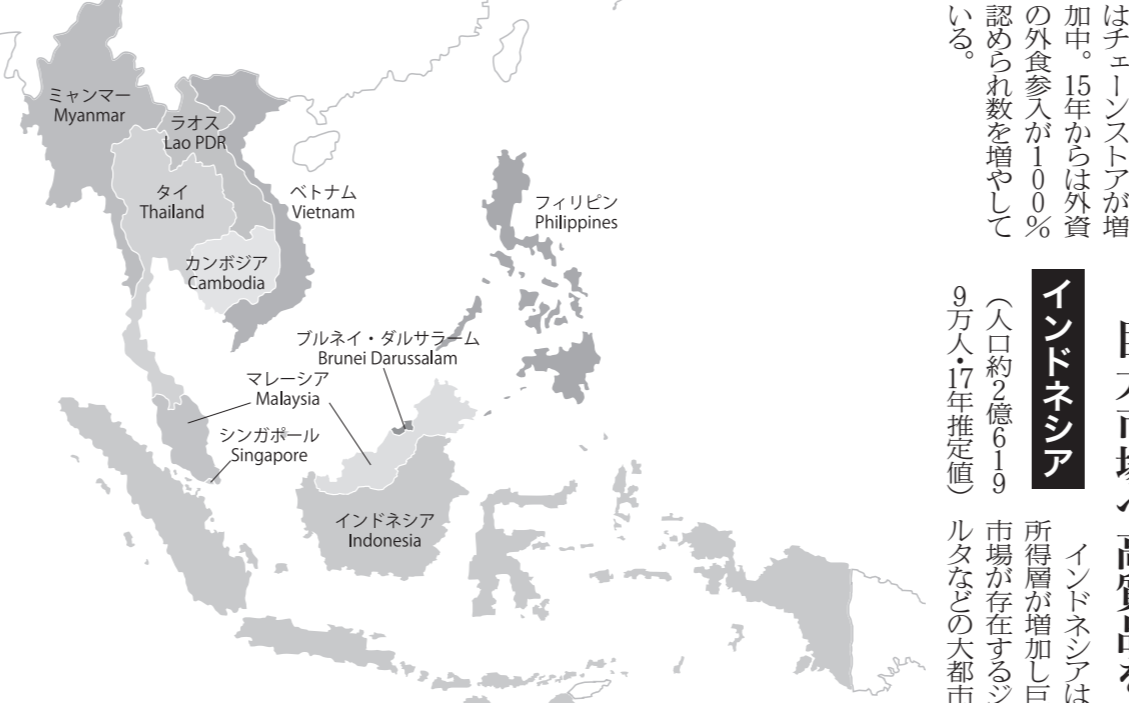 はチェーンストアが増
加中。15年からは外資
の外食参入が100%
認められ数を増やして
いる。
インドネシア
(人口約2億619
9万人・17年推定値)
インドネシアは
所得層が増加し巨
市場が存在するジ
ルタなどの大都市
ミャンマー
Myanmar
ラオス
Lao PDR
タイ
Thailand
ベトナム
Vietnam
カンボジア
Cambodia
フィリピン
Philippines
ブルネイ・ダルサラーム
Brunei Darussalam
マレーシア
Malaysia
シンガポール
Singapore
インドネシア
Indonesia